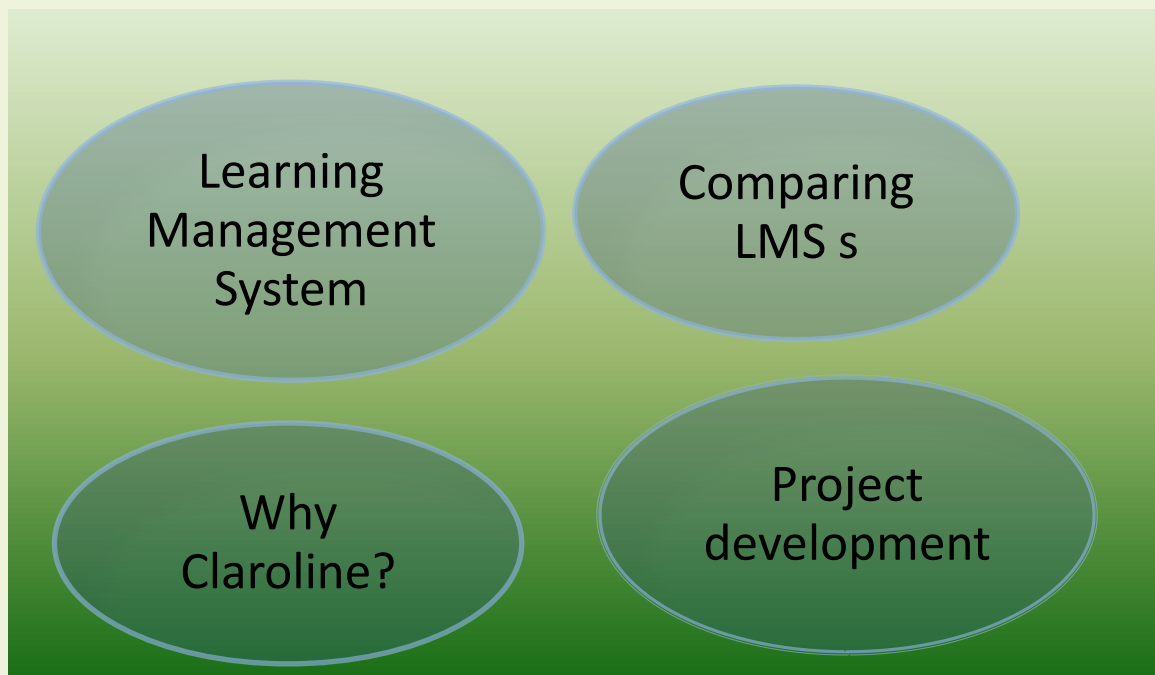 Learning
Management
System
Comparing
LMS s
Why
Claroline?
Project
development